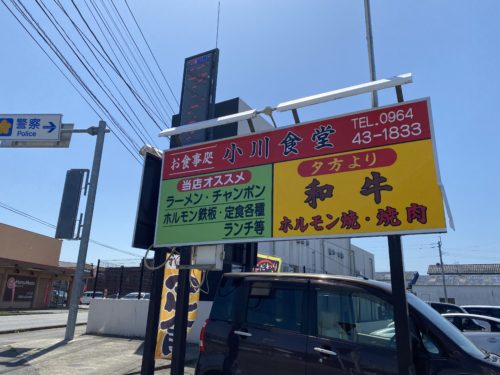 警察
Police
お食事処
小川食堂
TEL.0964
43-1833
当店オススメ
ラーメン・チャンポン
ホルモン鉄板・定食各種
ランチ等
夕方より
和牛
ホルモン焼・焼肉